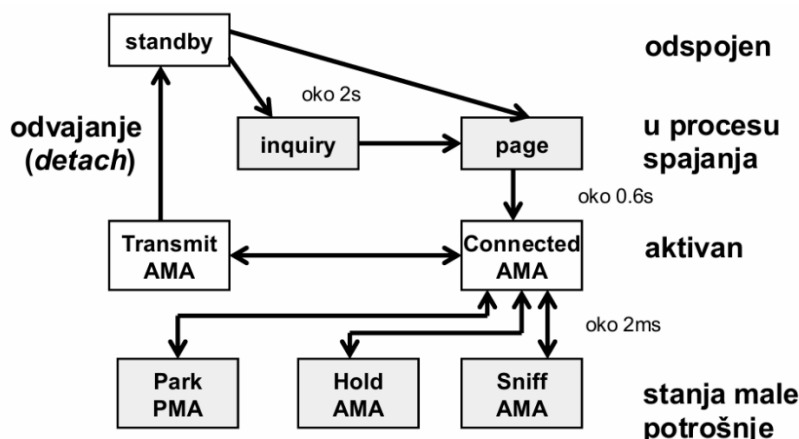 standby
odspojen
oko 2s
odvajanje
(detach)
inquiry
page
u procesu
spajanja
oko 0.6s
Transmit
AMA
Connected
AMA
aktivan
oko 2ms
Park
PMA
Hold
AMA
Sniff
AMA
stanja male
potrošnje